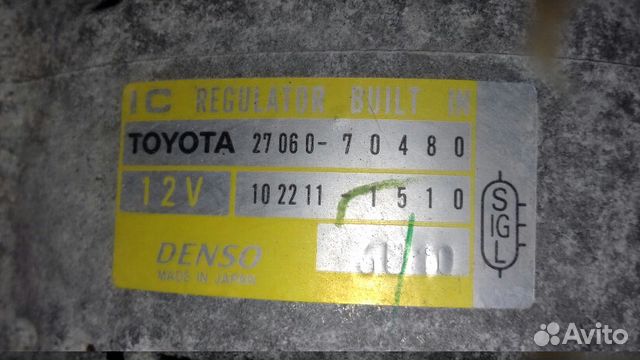 IC REGULATOR BUILT IN
TOYOTA 27060-70480
12V 102211-1510
DENSO
MADE IN JAPAN
S
IG
L
Avito